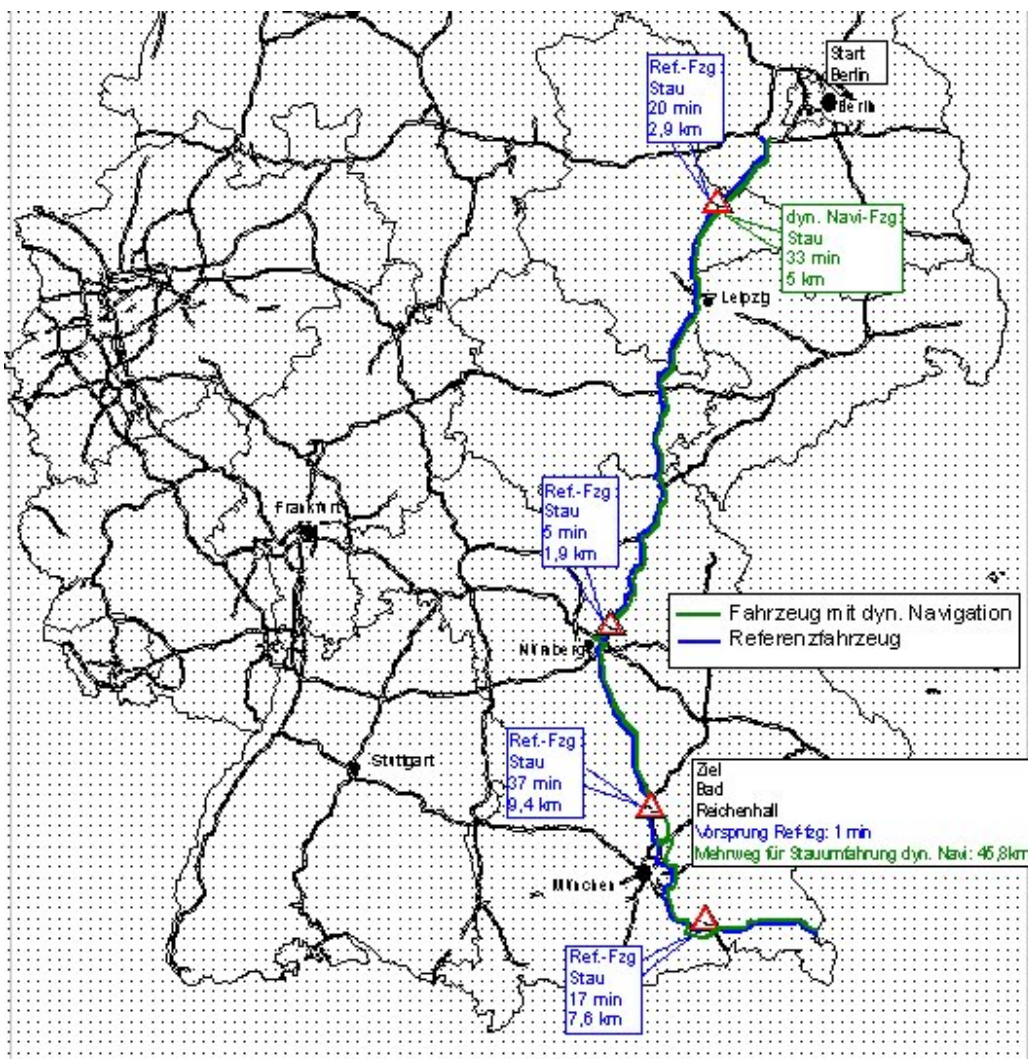 Start
Berlin
Berlin
Ref.-Fzg :
Stau
20 min
2,9 km
dyn. Navi-Fzg:
Stau
33 min
5 km
Leipzig
Ref.-Fzg :
Stau
5 min
1,9 km
Frankfurt
Fahrzeug mit dyn. Navigation
Referenzfahrzeug
Nürnberg
Ref.-Fzg :
Stau
37 min
9,4 km
Stuttgart
Ziel
Bad
Reichenhall
Vorsprung Ref-fzg: 1 min
Mehrweg für Stauumfahrung dyn. Navi: 45,8km
München
Ref.-Fzg :
Stau
17 min
7,6 km